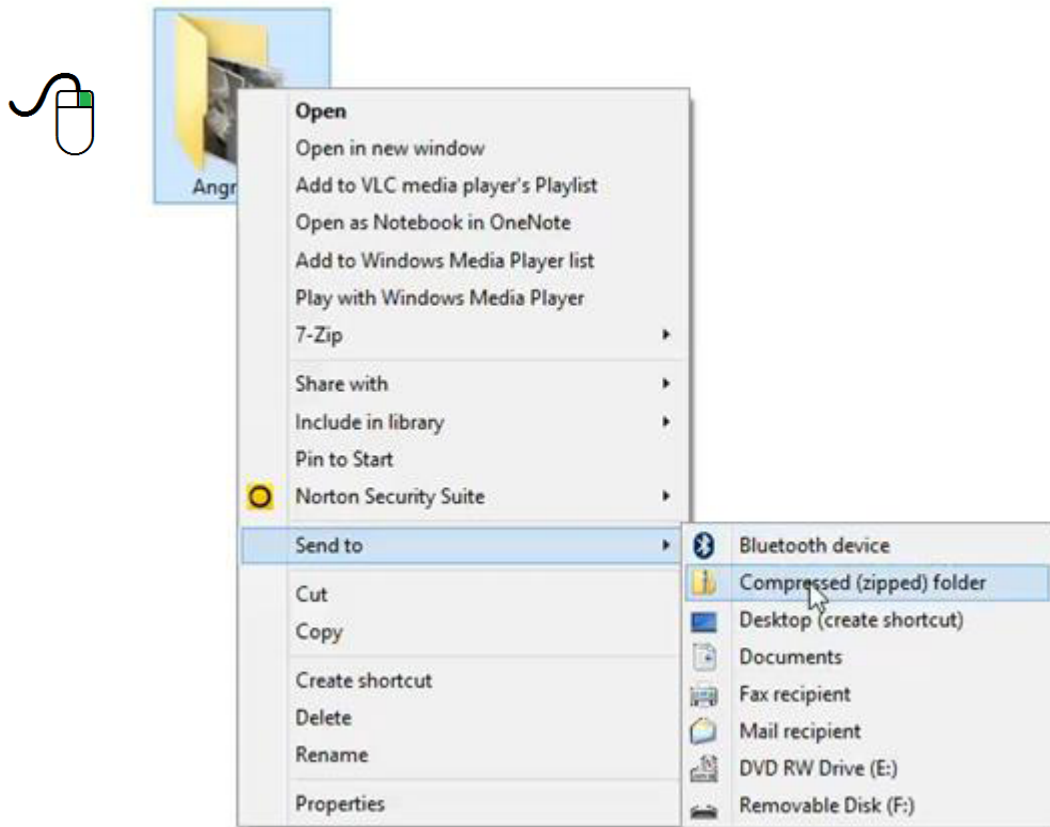 Angr
Open
Open in new window
Add to VLC media player's Playlist
Open as Notebook in OneNote
Add to Windows Media Player list
Play with Windows Media Player
7-Zip
Share with
Include in library
Pin to Start
Norton Security Suite
Send to
Cut
Copy
Create shortcut
Delete
Rename
Properties
Bluetooth device
Compressed (zipped) folder
Desktop (create shortcut)
Documents
Fax recipient
Mail recipient
DVD RW Drive (E:)
Removable Disk (F:)